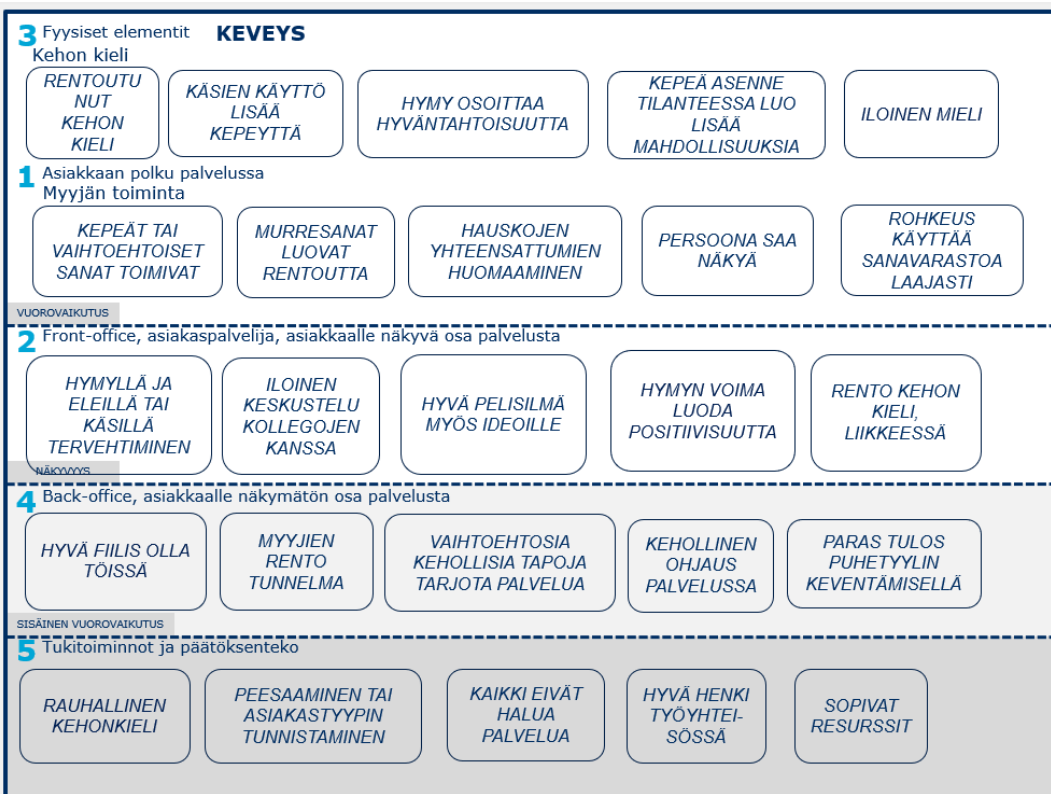 3 Fyysiset elementit KEVEYS
Kehon kieli
RENTOUTU
NUT
KEHON
KIELI
KÄSIEN KÄYTTÖ
LISÄÄ
KEPEYTTÄ
HYMY OSOITTAA
HYVÄNTAHTOISUUTTA
KEPEÄ ASENNE
TILANTEESSA LUO
LISÄÄ
MAHDOLLISUUKSIA
ILOINEN MIELI
1 Asiakkaan polku palvelussa
Myyjän toiminta
KEPEÄT TAI
VAIHTOEHTOISET
SANAT TOIMIVAT
MURRESANAT
LUOVAT
RENTOUTTA
HAUSKOJEN
YHTEENSATTUMIEN
HUOMAAMINEN
PERSOONA SAA
NÄKYÄ
ROHKEUS
KÄYTTÄÄ
SANAVARASTOA
LAAJASTI
VUOROVAIKUTUS
2 Front-office, asiakaspalvelija, asiakkaalle näkyvä osa palvelusta
HYMYLLÄ JA
ELEILLÄ TAI
KÄSILLÄ
TERVEHTIMINEN
ILOINEN
KESKUSTELU
KOLLEGOJEN
KANSSA
HYVÄ PELISILMÄ
MYÖS IDEOILLE
HYMYN VOIMA
LUODA
POSITIIVISUUTTA
RENTO KEHON
KIELI,
LIIKKEESSÄ
NÄKYVYYS
4 Back-office, asiakkaalle näkymätön osa palvelusta
HYVÄ FIILIS OLLA
TÖISSÄ
MYYJIEN
RENTO
TUNNELMA
VAIHTOEHTOSIA
KEHOLLISIA TAPOJA
TARJOTA PALVELUA
KEHOLLINEN
OHJAUS
PALVELUSSA
PARAS TULOS
PUHETYYLIN
KEVENTÄMISELLÄ
SISÄINEN VUOROVAIKUTUS
5 Tukitoiminnot ja päätöksenteko
RAUHALLINEN
KEHONKIELI
PEESAAMINEN TAI
ASIAKASTYYPIN
TUNNISTAMINEN
KAIKKI EIVÄT
HALUA
PALVELUA
HYVÄ HENKI
TYÖYHTEI-
SÖSSÄ
SOPIVAT
RESURSSIT